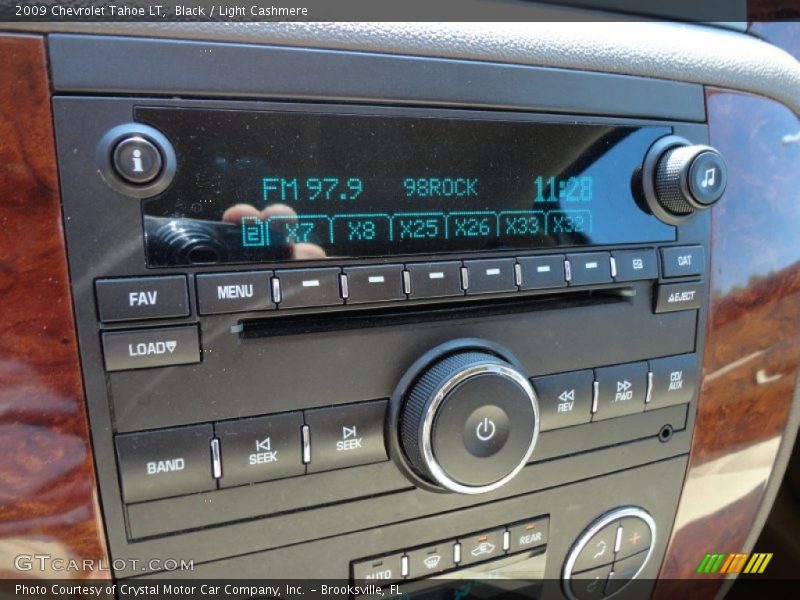 2009 Chevrolet Tahoe LT,  Black / Light Cashmere
i
FM 97.9 98ROCK 11:28
X7 X8 X25 X26 X33 X32
FAV MENU EQ CAT
LOAD EJECT
REV FWD CD/AUX
BAND SEEK SEEK
AUTO REAR
GTCARLOT.COM
Photo Courtesy of Crystal Motor Car Company, Inc. – Brooksville, FL